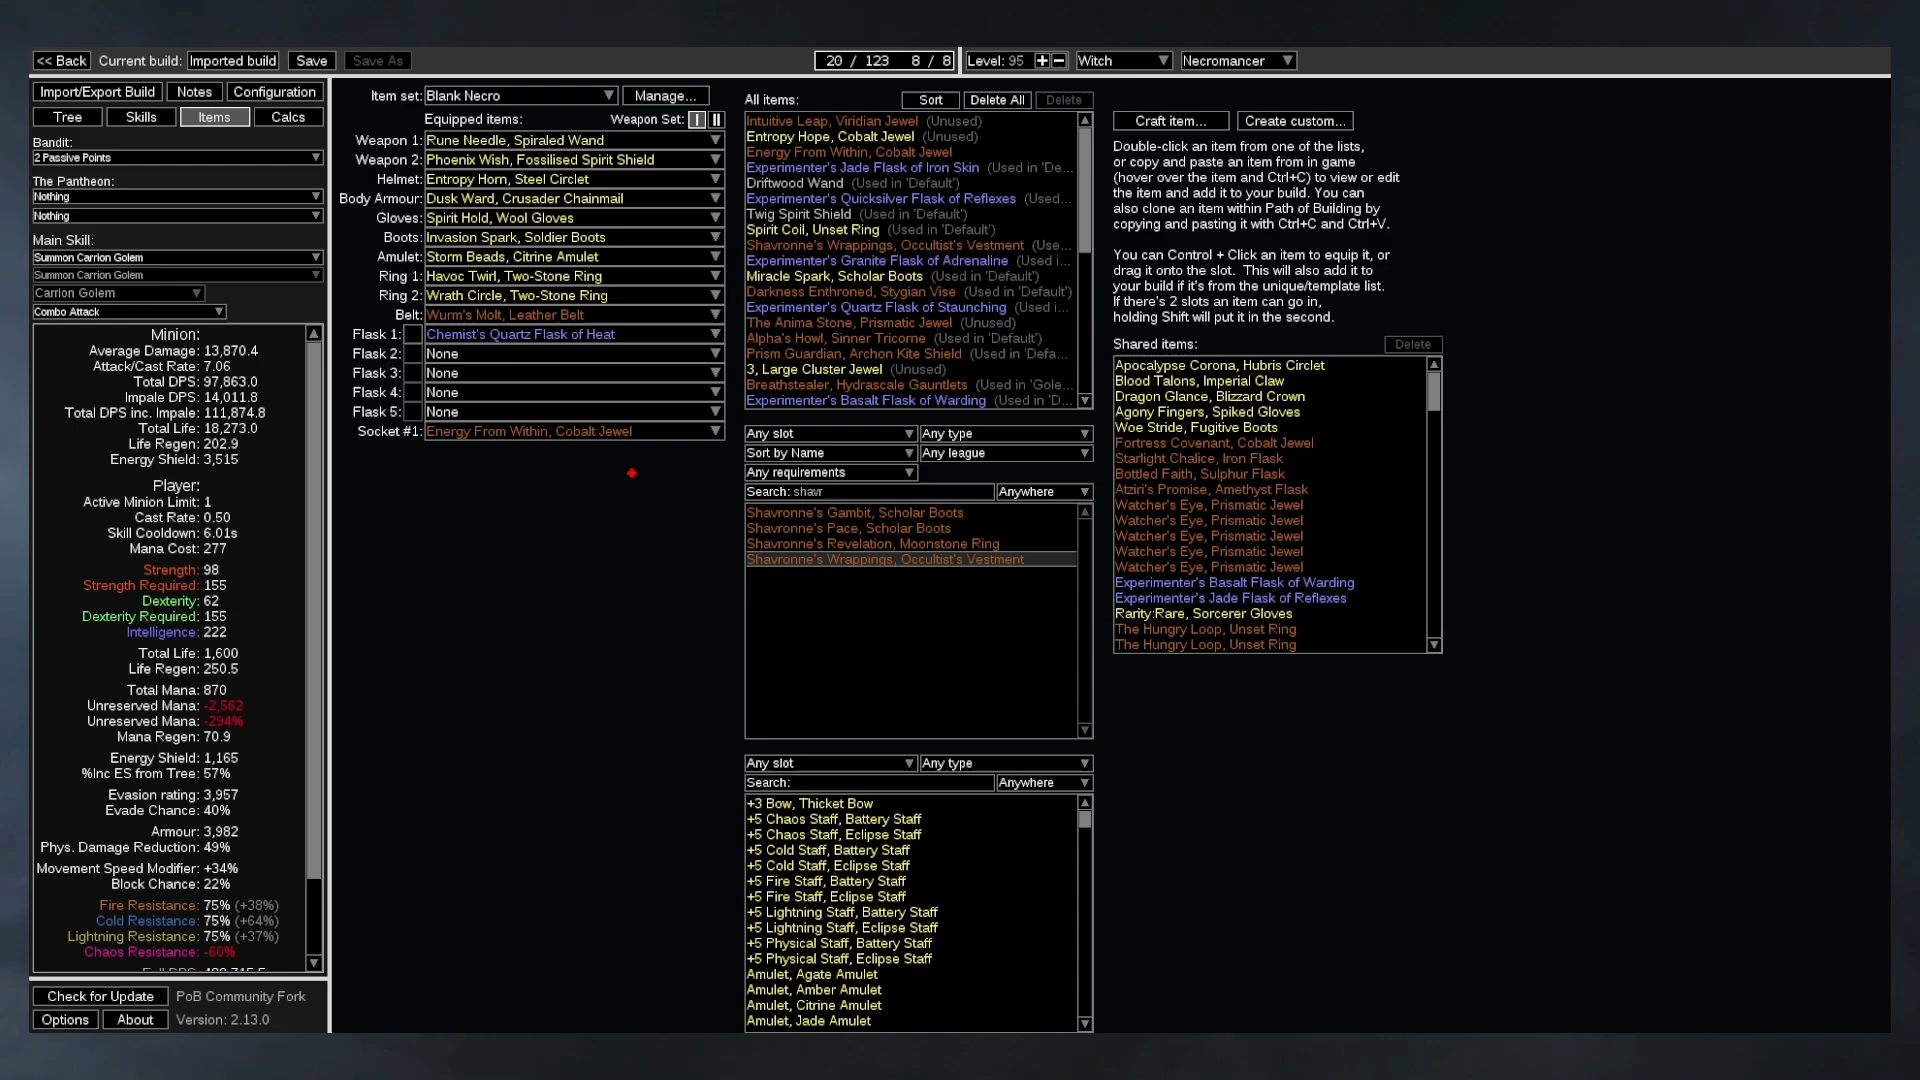 << Back Current build: Imported build Save Save As 20 / 123 8 / 8 Level: 95 + − Witch Necromancer
Import/Export Build Notes Configuration
Tree Skills Items Calcs
Bandit:
2 Passive Points
The Pantheon:
Nothing
Nothing
Main Skill:
Summon Carrion Golem
Summon Carrion Golem
Carrion Golem
Combo Attack
Minion:
Average Damage: 13,870.4
Attack/Cast Rate: 7.06
Total DPS: 97,863.0
Impale DPS: 14,011.8
Total DPS inc. Impale: 111,874.8
Total Life: 18,273.0
Life Regen: 202.9
Energy Shield: 3,515
Player:
Active Minion Limit: 1
Cast Rate: 0.50
Skill Cooldown: 6.01s
Mana Cost: 277
Strength: 98
Strength Required: 155
Dexterity: 62
Dexterity Required: 155
Intelligence: 222
Total Life: 1,600
Life Regen: 250.5
Total Mana: 870
Unreserved Mana: -2,562
Unreserved Mana: -294%
Mana Regen: 70.9
Energy Shield: 1,165
%Inc ES from Tree: 57%
Evasion rating: 3,957
Evade Chance: 40%
Armour: 3,982
Phys. Damage Reduction: 49%
Movement Speed Modifier: +34%
Block Chance: 22%
Fire Resistance: 75% (+38%)
Cold Resistance: 75% (+64%)
Lightning Resistance: 75% (+37%)
Chaos Resistance: -60%
Check for Update PoB Community Fork
Options About Version: 2.13.0
Item set: Blank Necro Manage...
Equipped items: Weapon Set: I II
Weapon 1: Rune Needle, Spiraled Wand
Weapon 2: Phoenix Wish, Fossilised Spirit Shield
Helmet: Entropy Horn, Steel Circlet
Body Armour: Dusk Ward, Crusader Chainmail
Gloves: Spirit Hold, Wool Gloves
Boots: Invasion Spark, Soldier Boots
Amulet: Storm Beads, Citrine Amulet
Ring 1: Havoc Twirl, Two-Stone Ring
Ring 2: Wrath Circle, Two-Stone Ring
Belt: Wurm's Molt, Leather Belt
Flask 1: Chemist's Quartz Flask of Heat
Flask 2: None
Flask 3: None
Flask 4: None
Flask 5: None
Socket #1: Energy From Within, Cobalt Jewel
All items: Sort Delete All Delete
Intuitive Leap, Viridian Jewel (Unused)
Entropy Hope, Cobalt Jewel (Unused)
Energy From Within, Cobalt Jewel
Experimenter's Jade Flask of Iron Skin (Used in 'De...
Driftwood Wand (Used in 'Default')
Experimenter's Quicksilver Flask of Reflexes (Used...
Twig Spirit Shield (Used in 'Default')
Spirit Coil, Unset Ring (Used in 'Default')
Shavronne's Wrappings, Occultist's Vestment (Use...
Experimenter's Granite Flask of Adrenaline (Used i...
Miracle Spark, Scholar Boots (Used in 'Default')
Darkness Enthroned, Stygian Vise (Used in 'Default')
Experimenter's Quartz Flask of Staunching (Used i...
The Anima Stone, Prismatic Jewel (Unused)
Alpha's Howl, Sinner Tricorne (Used in 'Default')
Prism Guardian, Archon Kite Shield (Used in 'Defa...
3, Large Cluster Jewel (Unused)
Breathstealer, Hydrascale Gauntlets (Used in 'Gole...
Experimenter's Basalt Flask of Warding (Used in 'D...
Any slot Any type
Sort by Name Any league
Any requirements
Search: shavr Anywhere
Shavronne's Gambit, Scholar Boots
Shavronne's Pace, Scholar Boots
Shavronne's Revelation, Moonstone Ring
Shavronne's Wrappings, Occultist's Vestment
Any slot Any type
Search: Anywhere
+3 Bow, Thicket Bow
+5 Chaos Staff, Battery Staff
+5 Chaos Staff, Eclipse Staff
+5 Cold Staff, Battery Staff
+5 Cold Staff, Eclipse Staff
+5 Fire Staff, Battery Staff
+5 Fire Staff, Eclipse Staff
+5 Lightning Staff, Battery Staff
+5 Lightning Staff, Eclipse Staff
+5 Physical Staff, Battery Staff
+5 Physical Staff, Eclipse Staff
Amulet, Agate Amulet
Amulet, Amber Amulet
Amulet, Citrine Amulet
Amulet, Jade Amulet
Craft item... Create custom...
Double-click an item from one of the lists,
or copy and paste an item from in game
(hover over the item and Ctrl+C) to view or edit
the item and add it to your build. You can
also clone an item within Path of Building by
copying and pasting it with Ctrl+C and Ctrl+V.
You can Control + Click an item to equip it, or
drag it onto the slot. This will also add it to
your build if it's from the unique/template list.
If there's 2 slots an item can go in,
holding Shift will put it in the second.
Shared items: Delete
Apocalypse Corona, Hubris Circlet
Blood Talons, Imperial Claw
Dragon Glance, Blizzard Crown
Agony Fingers, Spiked Gloves
Woe Stride, Fugitive Boots
Fortress Covenant, Cobalt Jewel
Starlight Chalice, Iron Flask
Bottled Faith, Sulphur Flask
Atziri's Promise, Amethyst Flask
Watcher's Eye, Prismatic Jewel
Watcher's Eye, Prismatic Jewel
Watcher's Eye, Prismatic Jewel
Watcher's Eye, Prismatic Jewel
Watcher's Eye, Prismatic Jewel
Experimenter's Basalt Flask of Warding
Experimenter's Jade Flask of Reflexes
Rarity:Rare, Sorcerer Gloves
The Hungry Loop, Unset Ring
The Hungry Loop, Unset Ring